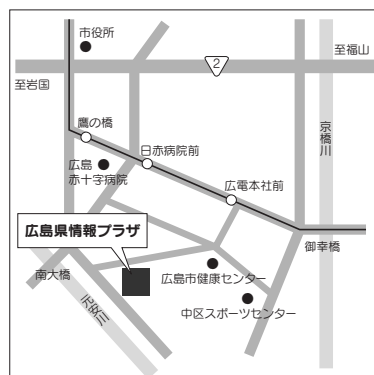 市役所
2
至福山
至岩国
鷹の橋
日赤病院前
京橋川
広島
赤十字病院
広電本社前
広島県情報プラザ
御幸橋
南大橋
広島市健康センター
元安川
中区スポーツセンター